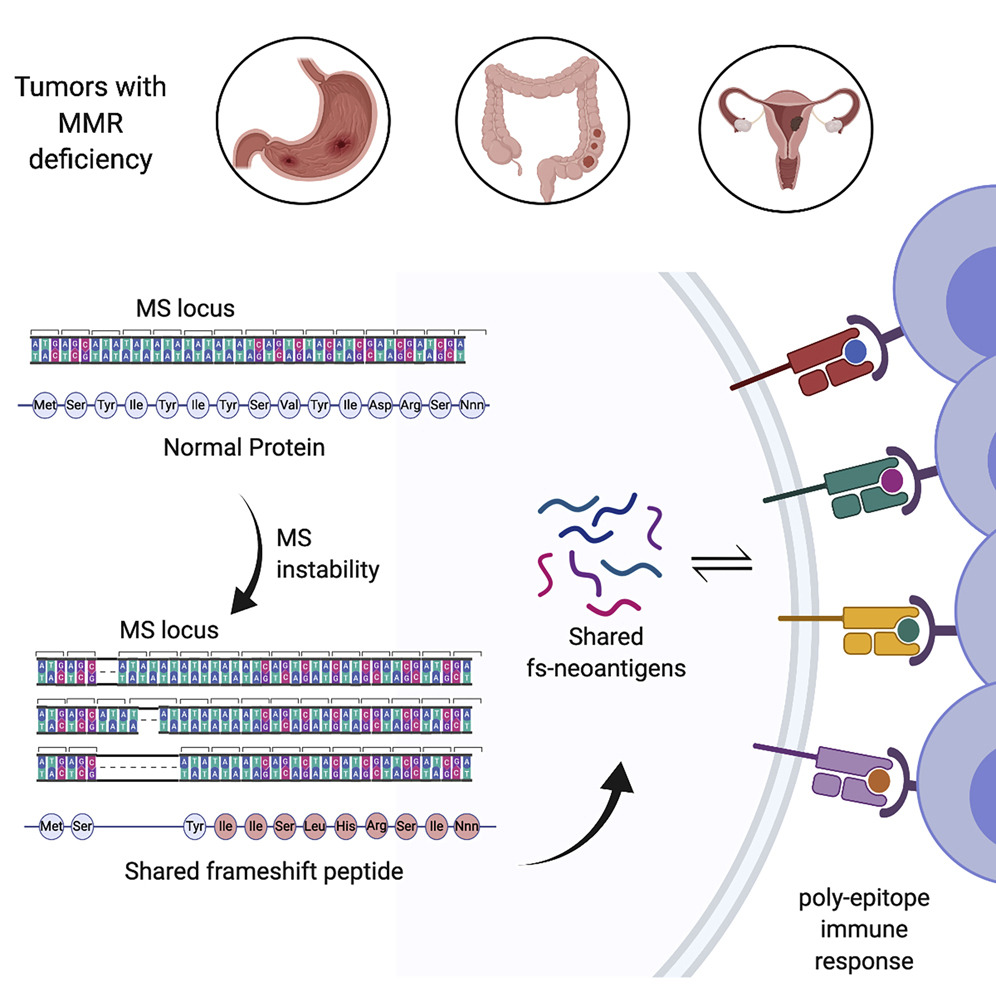 Tumors with
MMR
deficiency
MS locus
Met Ser Tyr Ile Tyr Ile Tyr Ser Val Tyr Ile Asp Arg Ser Nnn
Normal Protein
MS
instability
MS locus
Met Ser Tyr Ile Ile Ser Leu His Arg Ser Ile Nnn
Shared frameshift peptide
Shared
fs-neoantigens
poly-epitope
immune
response